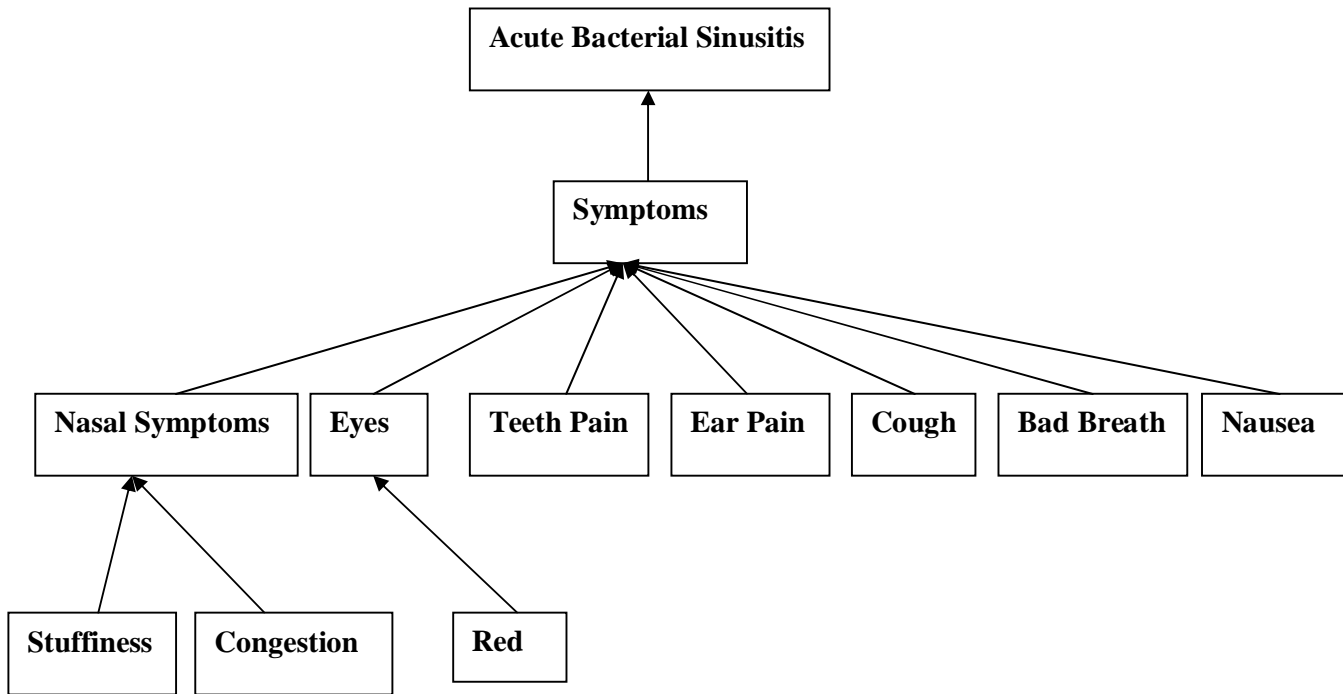 Acute Bacterial Sinusitis
Symptoms
Nasal Symptoms
Eyes
Teeth Pain
Ear Pain
Cough
Bad Breath
Nausea
Stuffiness
Congestion
Red